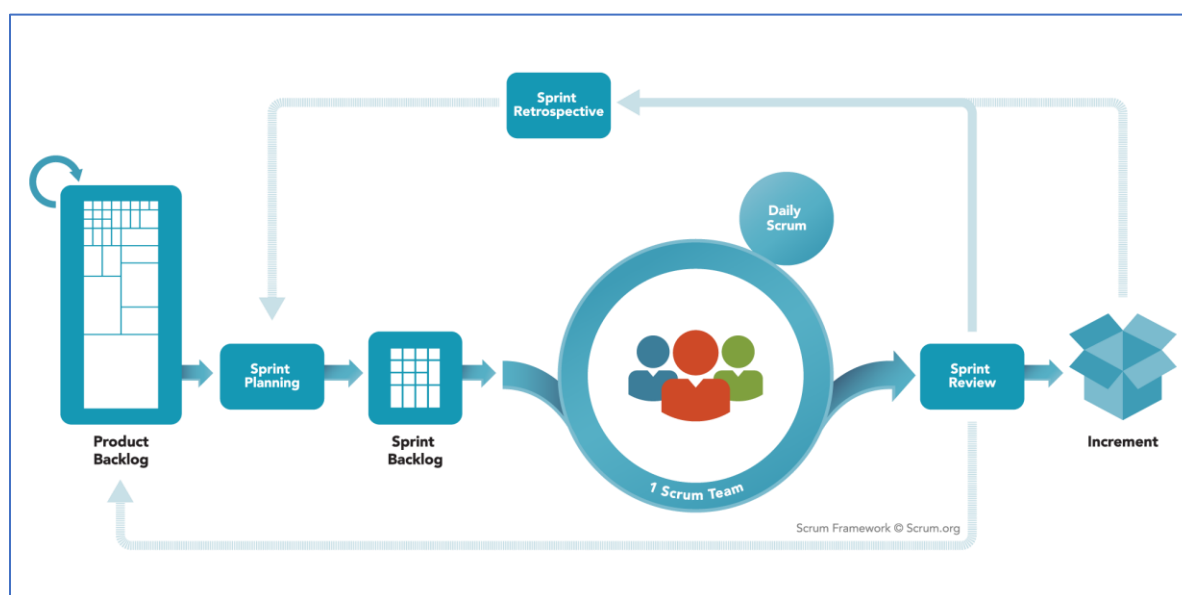 Sprint
Retrospective
Daily
Scrum
Sprint
Planning
Sprint
Review
Product
Backlog
Sprint
Backlog
Increment
1 Scrum Team
Scrum Framework © Scrum.org